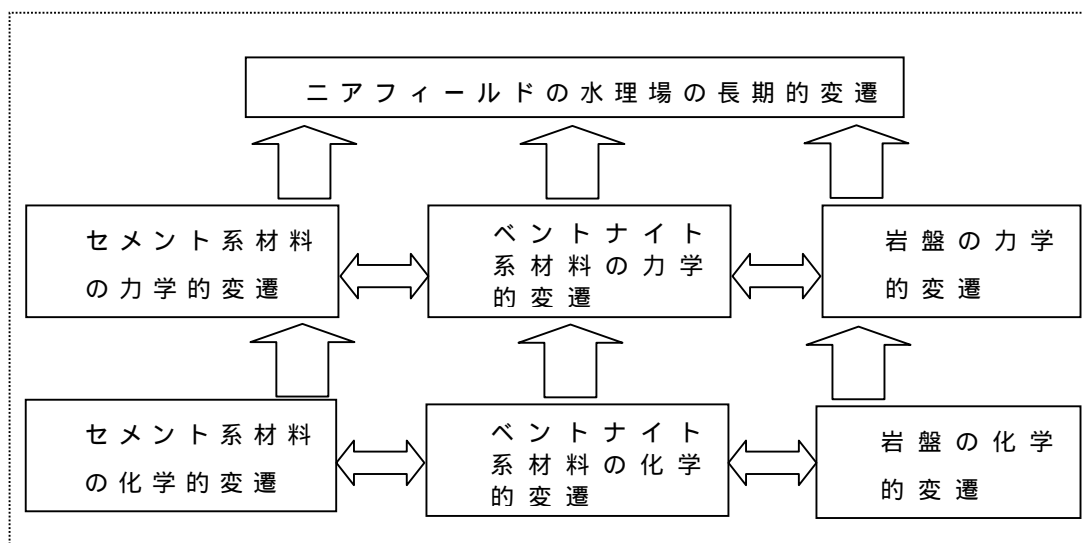 ニアフィールドの水理場の長期的変遷
セメント系材料
の力学的変遷
ベントナイト
系材料の力学
的変遷
岩盤の力学
的変遷
セメント系材料
の化学的変遷
ベントナイト
系材料の化学
的変遷
岩盤の化学
的変遷